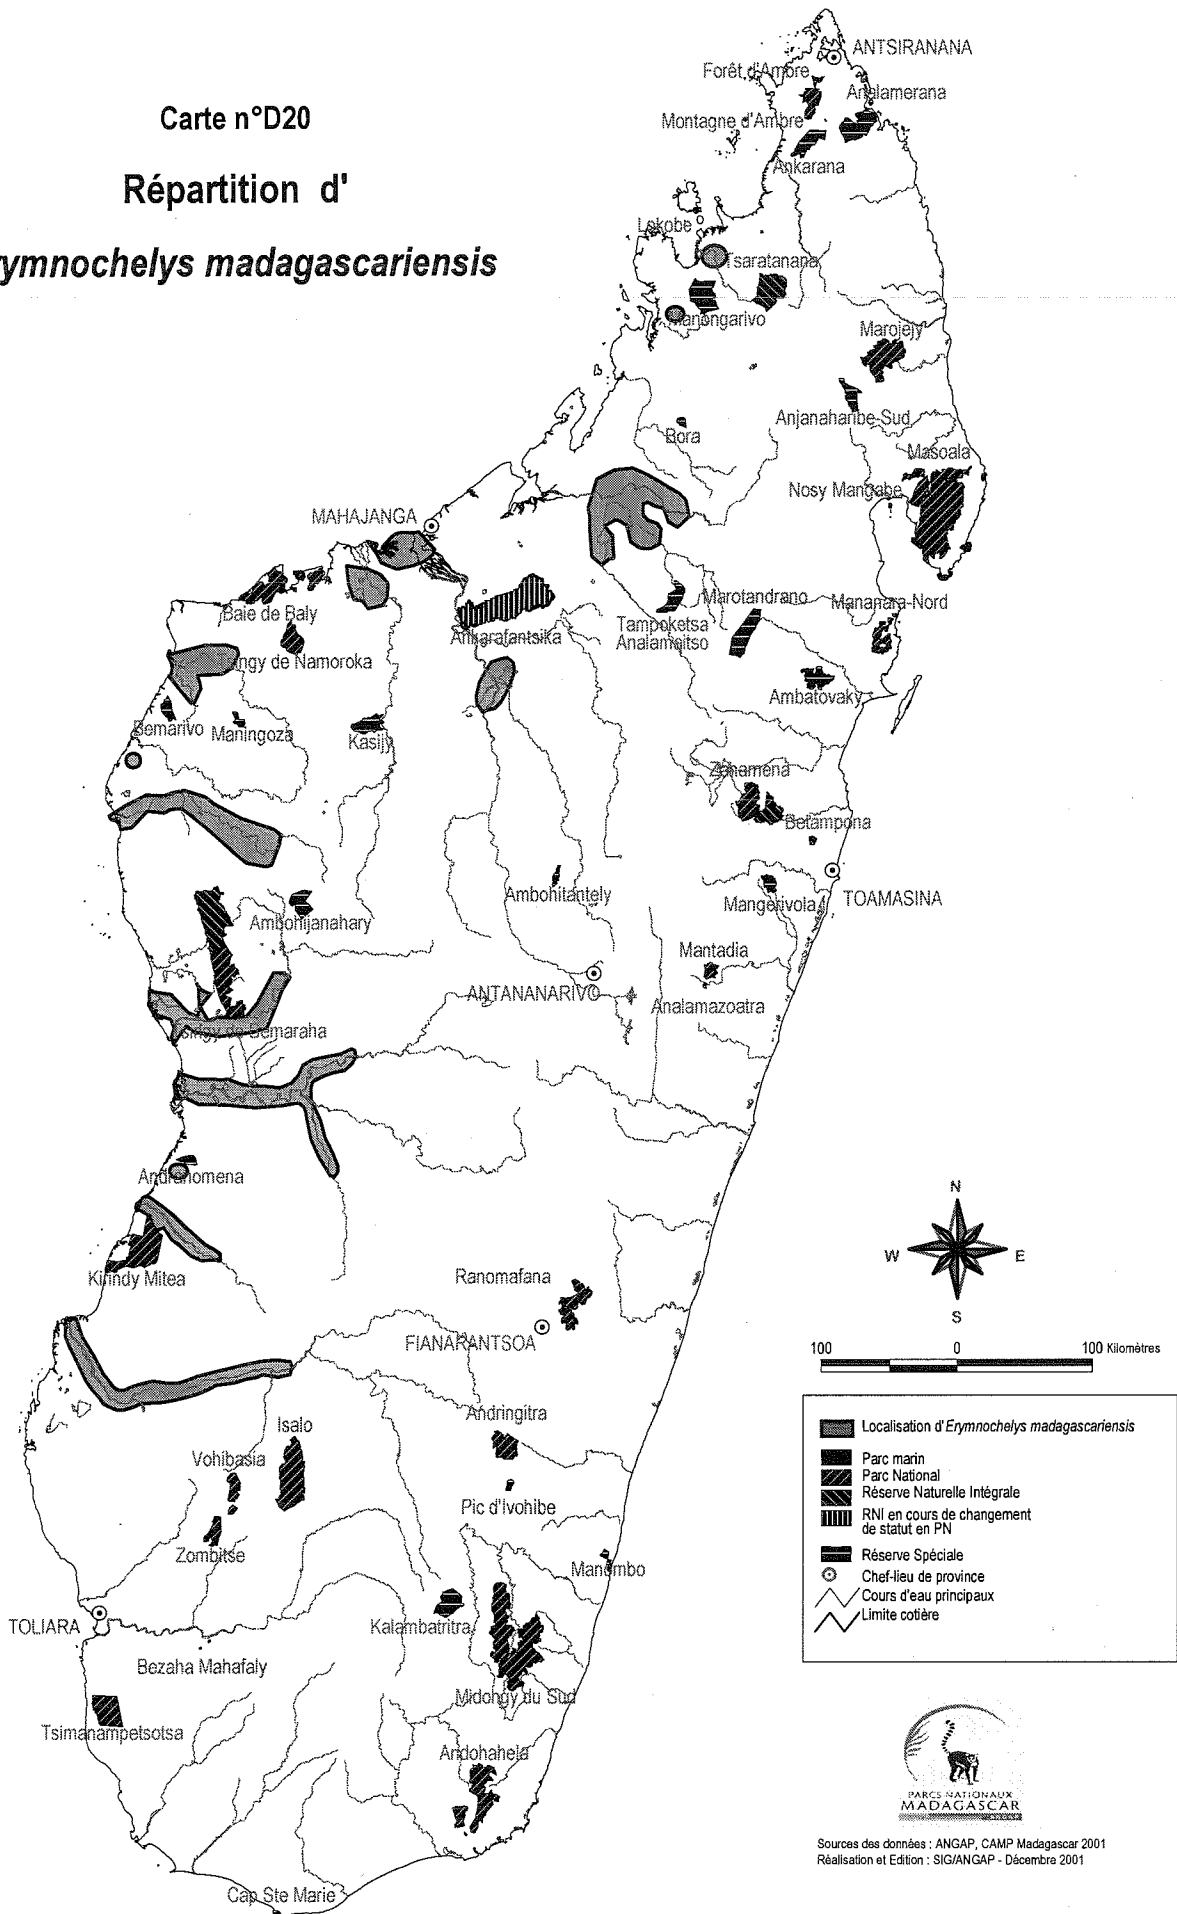 Carte n°D20
Répartition d'
ymnochelys madagascariensis
ANTSIRANANA
Forêt d'Ambre
Analamerana
Montagne d'Ambre
Ankarana
Lokobe
Tsaratanana
Manongarivo
Marojejy
Anjanaharibe-Sud
Bora
Masoala
Nosy Mangabe
MAHAJANGA
Baie de Baly
Ankarafantsika
Tampoketsa
Analamaitso
Marotandrano
Mananara-Nord
Tsingy de Namoroka
Ambatovaky
Bemarivo
Maningoza
Kasijy
Zahamena
Betampona
Ambohitantely
Mangerivola
TOAMASINA
Ambohijanahary
Mantadia
ANTANANARIVO
Analamazoatra
Tsingy de Bemaraha
Andranomena
Kirindy Mitea
Ranomafana
FIANARANTSOA
Isalo
Andringitra
Vohibasia
Pic d'Ivohibe
Zombitse
Manombo
TOLIARA
Kalambatritra
Bezaha Mahafaly
Midongy du Sud
Tsimanampetsotsa
Andohahela
Cap Ste Marie
N
W
E
S
100
0
100 Kilomètres
Localisation d'Erymnochelys madagascariensis
Parc marin
Parc National
Réserve Naturelle Intégrale
RNI en cours de changement
de statut en PN
Réserve Spéciale
Chef-lieu de province
Cours d'eau principaux
Limite cotière
PARCS NATIONAUX
MADAGASCAR
Sources des données : ANGAP, CAMP Madagascar 2001
Réalisation et Edition : SIG/ANGAP - Décembre 2001